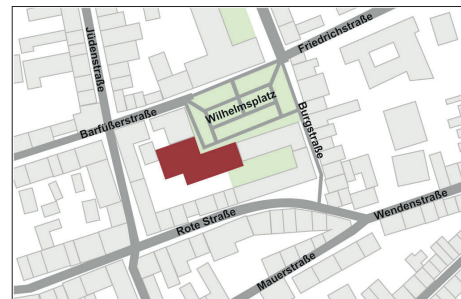 Jüdenstraße
Friedrichstraße
Wilhelmsplatz
Barfüßerstraße
Burgstraße
Rote Straße
Wendenstraße
Mauerstraße